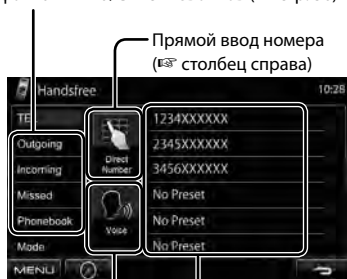 Прямой ввод номера
(☞ столбец справа)
Handsfree 10:28
TE 1234XXXXXX
Outgoing 2345XXXXXX
Direct Number
Incoming 3456XXXXXX
Missed No Preset
Phonebook No Preset
Voice
Mode No Preset
MENU